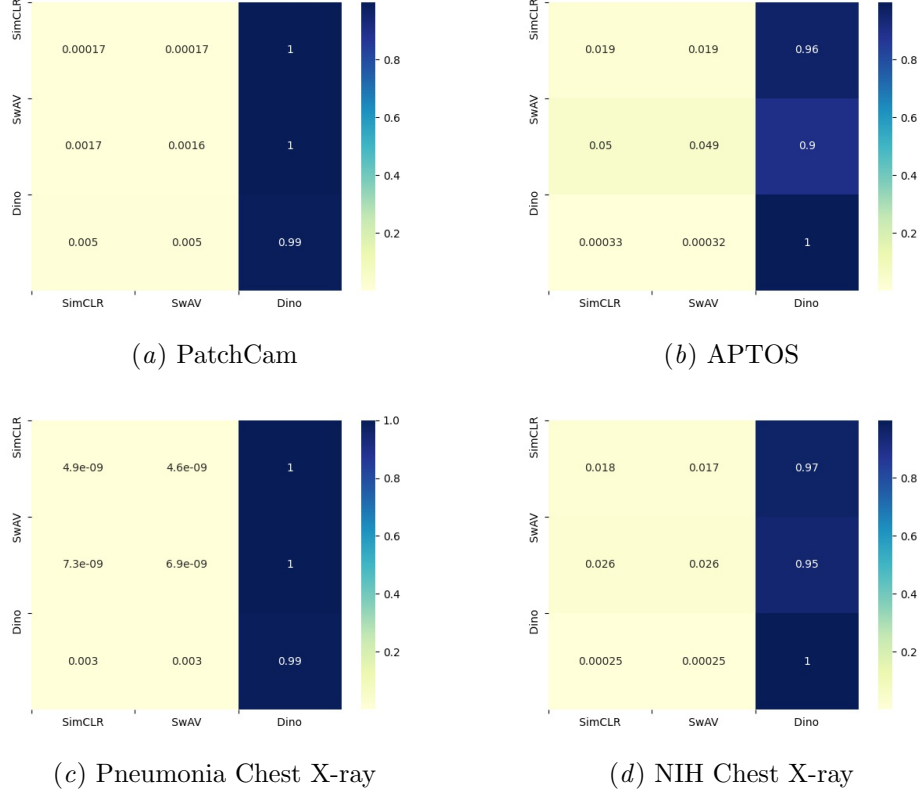 SimCLR 0.00017 0.00017 1
SwAV 0.0017 0.0016 1
Dino 0.005 0.005 0.99
SimCLR SwAV Dino
0.8
0.6
0.4
0.2
(a) PatchCam
SimCLR 0.019 0.019 0.96
SwAV 0.05 0.049 0.9
Dino 0.00033 0.00032 1
SimCLR SwAV Dino
0.8
0.6
0.4
0.2
(b) APTOS
SimCLR 4.9e-09 4.6e-09 1
SwAV 7.3e-09 6.9e-09 1
Dino 0.003 0.003 0.99
SimCLR SwAV Dino
1.0
0.8
0.6
0.4
0.2
(c) Pneumonia Chest X-ray
SimCLR 0.018 0.017 0.97
SwAV 0.026 0.026 0.95
Dino 0.00025 0.00025 1
SimCLR SwAV Dino
0.8
0.6
0.4
0.2
(d) NIH Chest X-ray